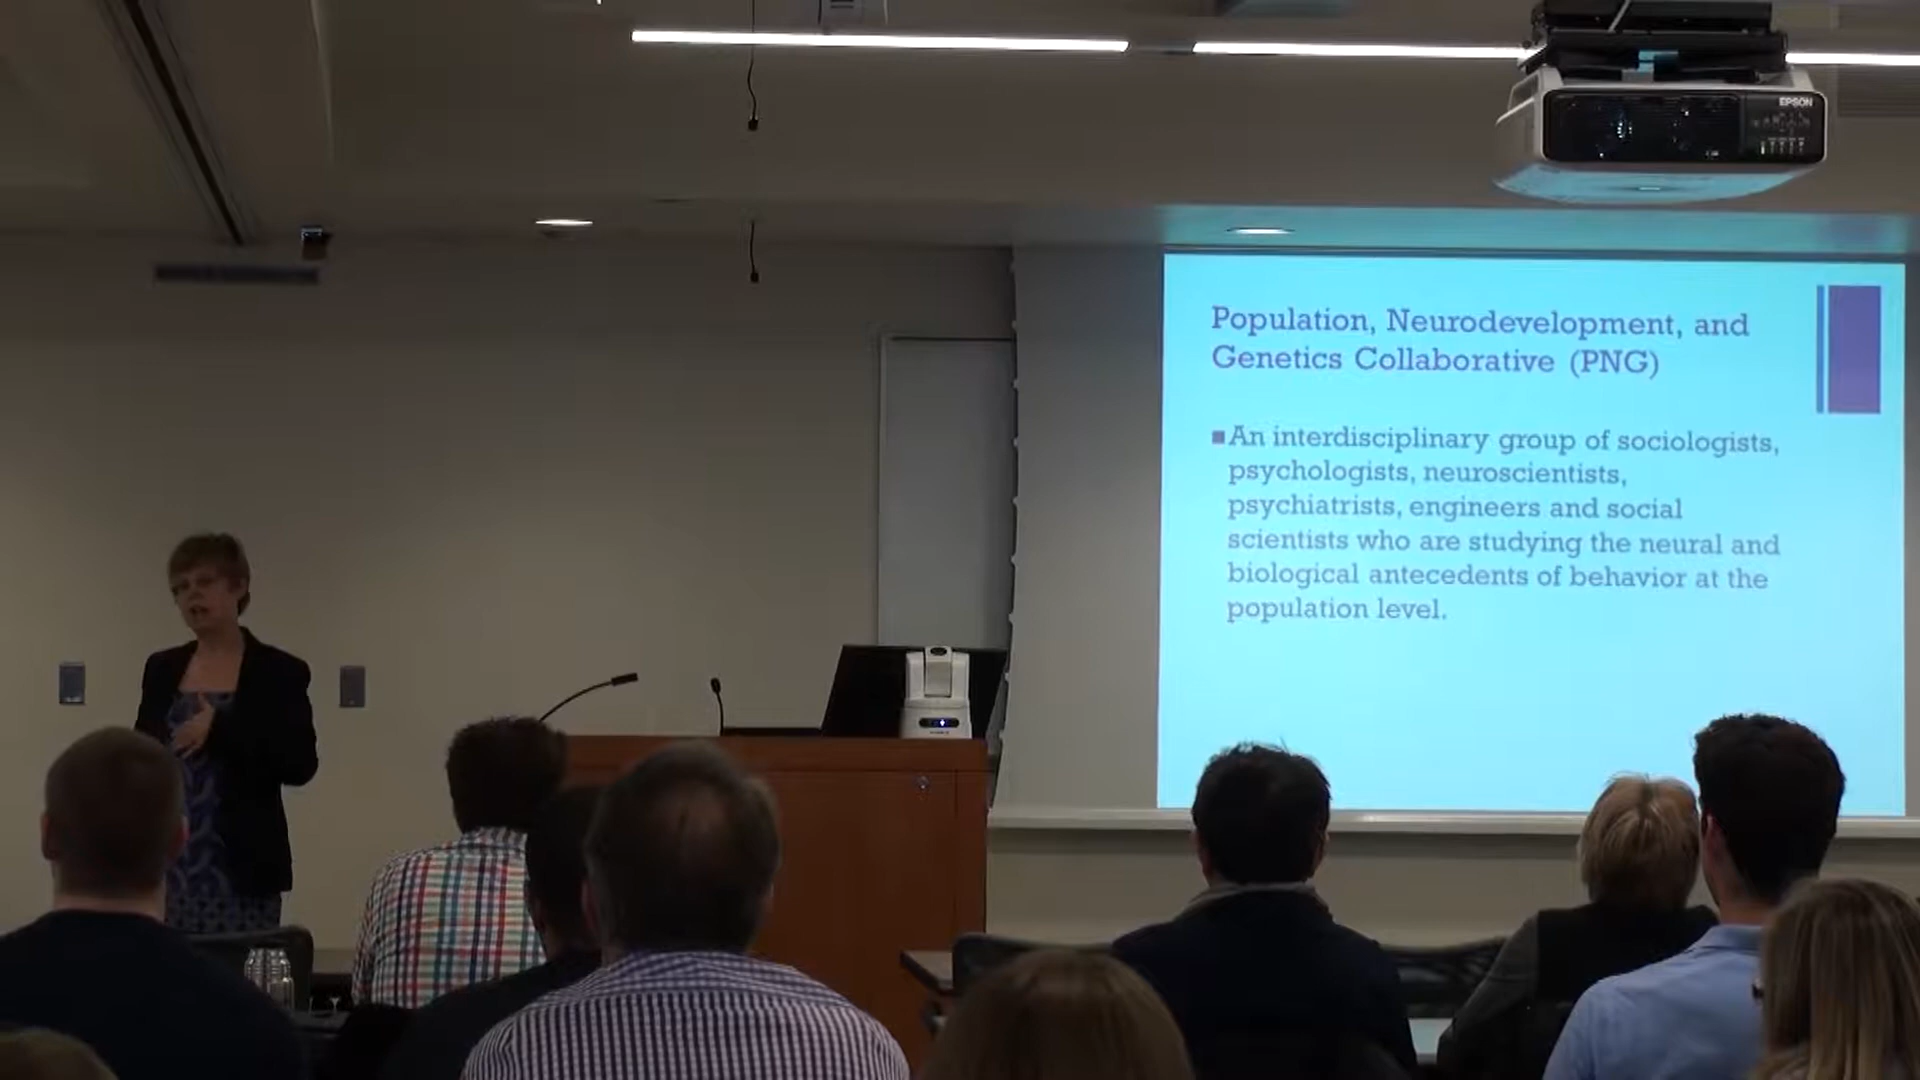 EPSON
Population, Neurodevelopment, and
Genetics Collaborative (PNG)
An interdisciplinary group of sociologists,
psychologists, neuroscientists,
psychiatrists, engineers and social
scientists who are studying the neural and
biological antecedents of behavior at the
population level.